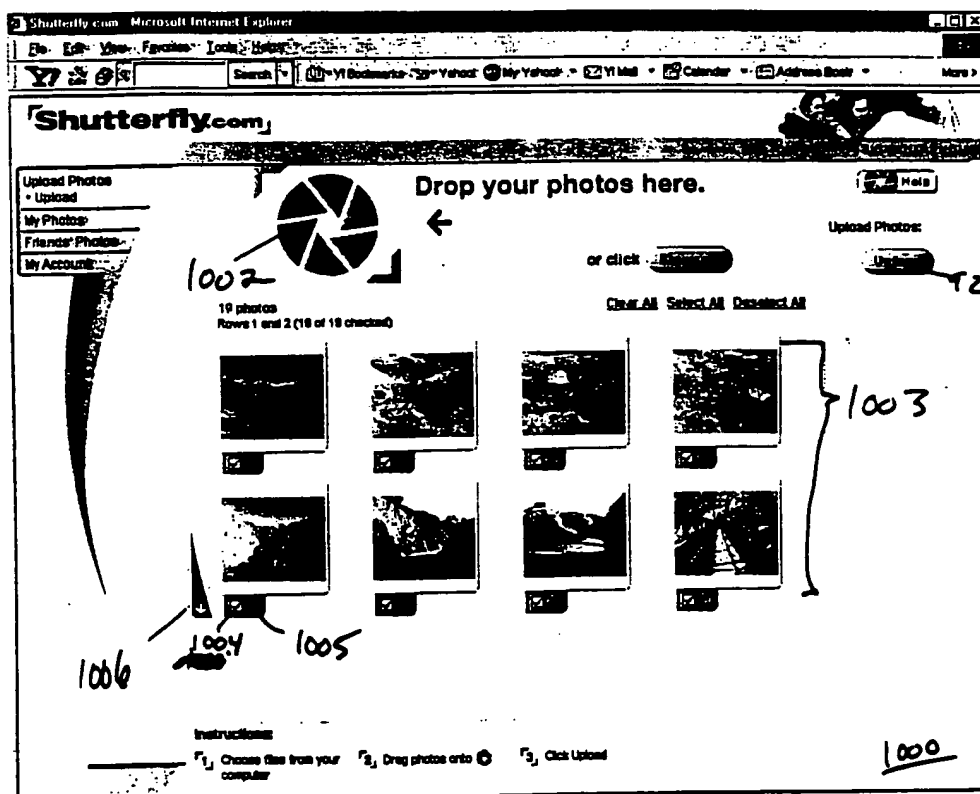 Shutterfly.com Microsoft Internet Explorer
File Edit View Favorites Tools Help
Y! Search Y! Bookmarks Yahoo! My Yahoo! Y! Mail Calendar Address Book More >
Shutterfly.com
Upload Photos
• Upload
My Photos
Friends' Photos
My Account
Drop your photos here.
Help
Upload Photos:
or click
1002
19 photos
Rows 1 and 2 (18 of 18 checked)
Clear All Select All Deselect All
1003
1004
1005
1006
Instructions:
1 Choose files from your computer
2 Drag photos onto
3 Click Upload
1000